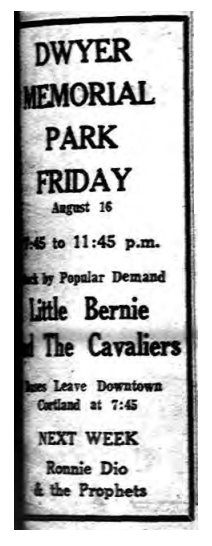 DWYER
MEMORIAL
PARK
FRIDAY
August 16
:45 to 11:45 p.m.
by Popular Demand
Little Bernie
The Cavaliers
Leave Downtown
Cortland at 7:45
NEXT WEEK
Ronnie Dio
& the Prophets